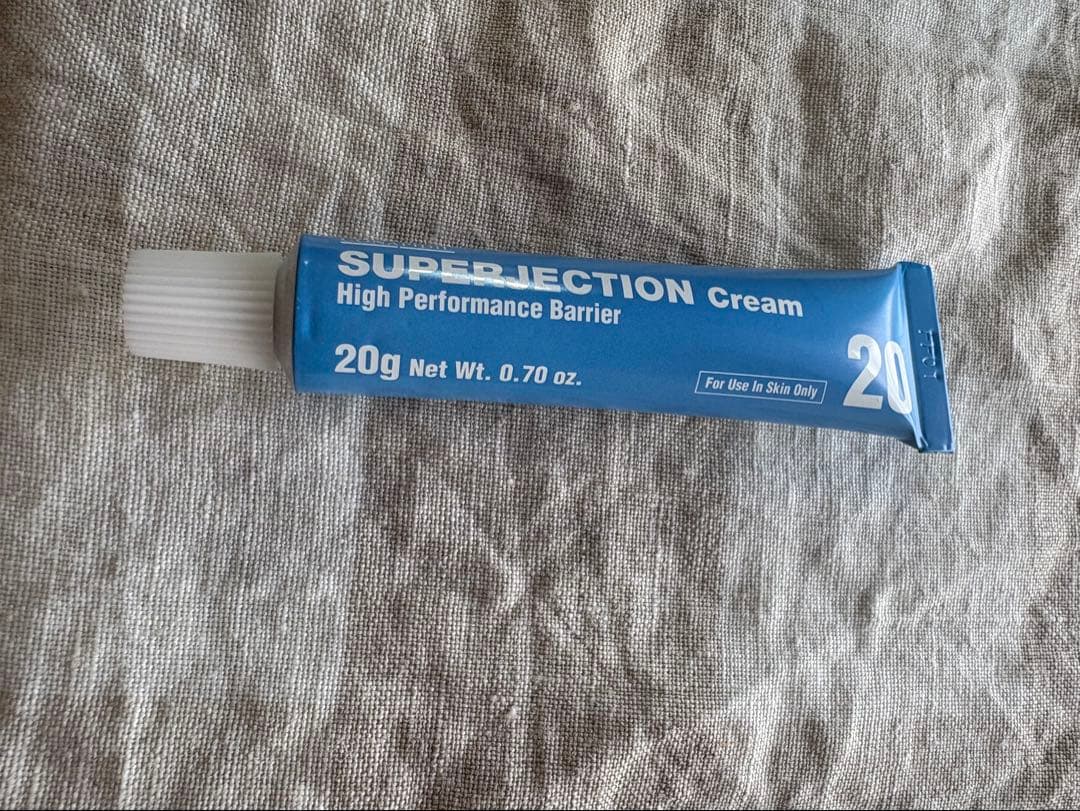 SUPERJECTION Cream
High Performance Barrier
20g Net Wt. 0.70 oz.
For Use In Skin Only
20